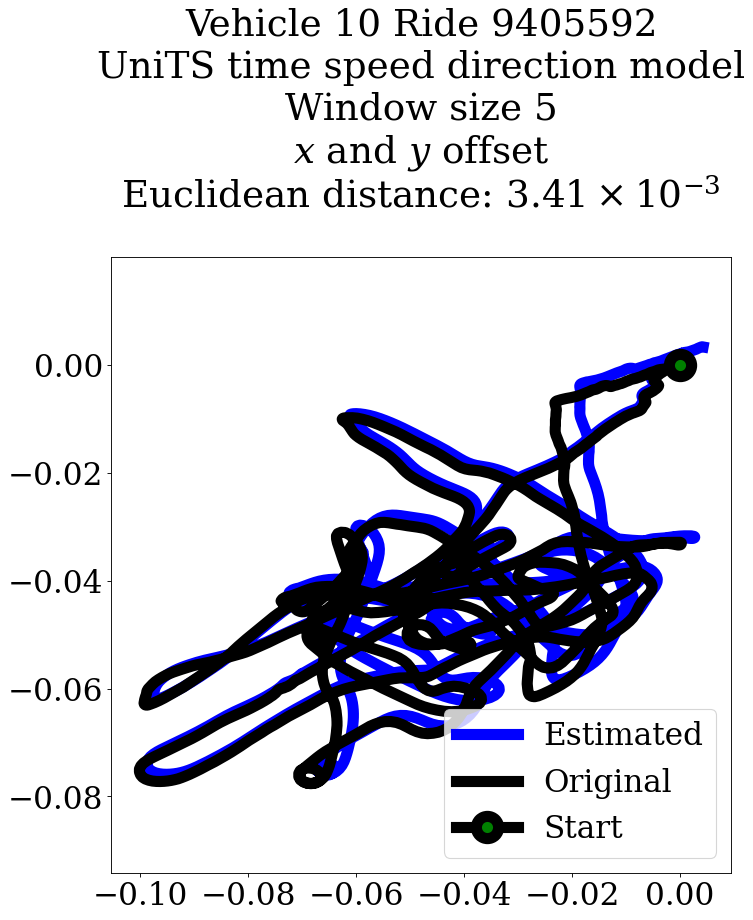 Vehicle 10 Ride 9405592
UniTS time speed direction model
Window size 5
x and y offset
Euclidean distance: 3.41 × 10⁻³
0.00
−0.02
−0.04
−0.06
−0.08
Estimated
Original
Start
−0.10 −0.08 −0.06 −0.04 −0.02 0.00